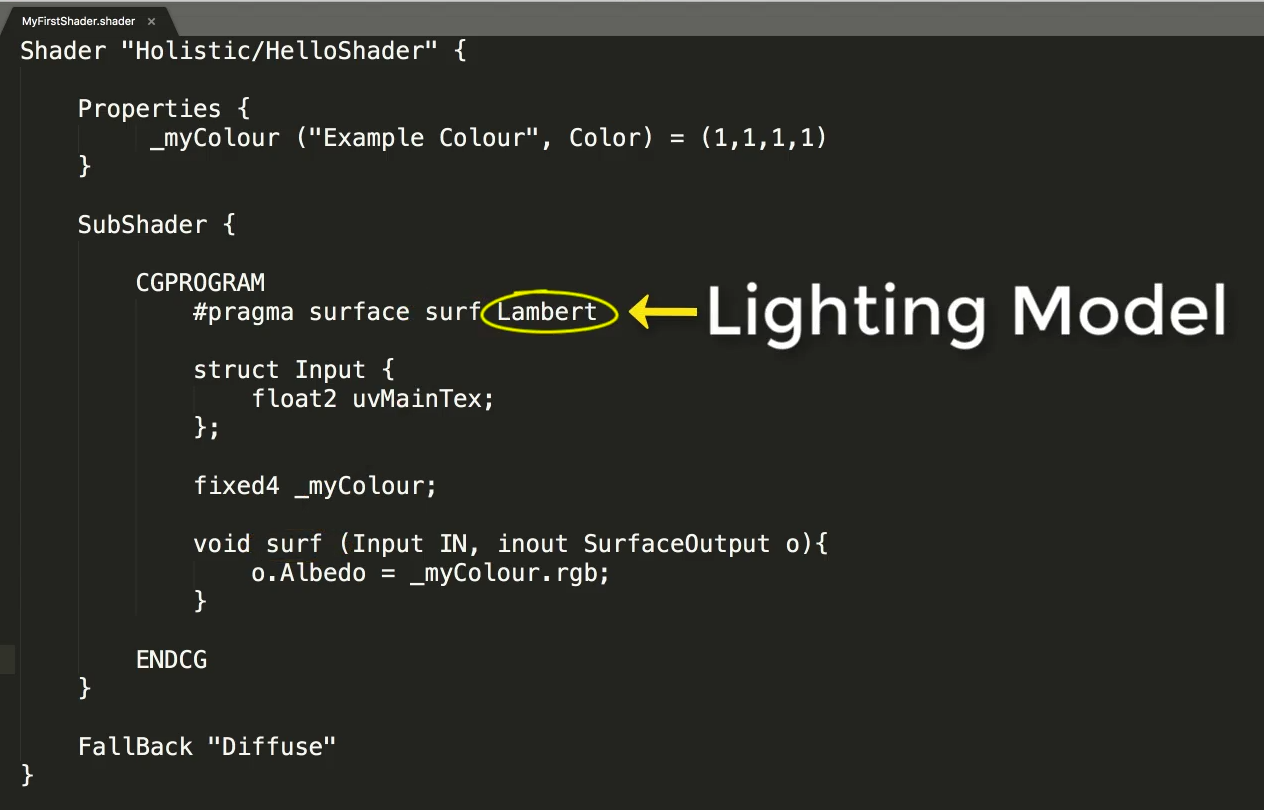 MyFirstShader.shader ×
Shader "Holistic/HelloShader" {
Properties {
_myColour ("Example Colour", Color) = (1,1,1,1)
}
SubShader {
CGPROGRAM
#pragma surface surf Lambert
Lighting Model
struct Input {
float2 uvMainTex;
};
fixed4 _myColour;
void surf (Input IN, inout SurfaceOutput o){
o.Albedo = _myColour.rgb;
}
ENDCG
}
FallBack "Diffuse"
}